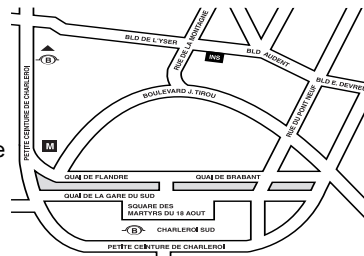 BLD DE L'YSER
RUE DE LA MONTAGNE
INS
BLD AUDENT
BLD E. DEVREU
B
PETITE CEINTURE DE CHARLEROI
BOULEVARD J. TIROU
RUE DU PONT NEUF
M
e
QUAI DE FLANDRE
QUAI DE BRABANT
QUAI DE LA GARE DU SUD
SQUARE DES
MARTYRS DU 18 AOUT
B CHARLEROI SUD
PETITE CEINTURE DE CHARLEROI